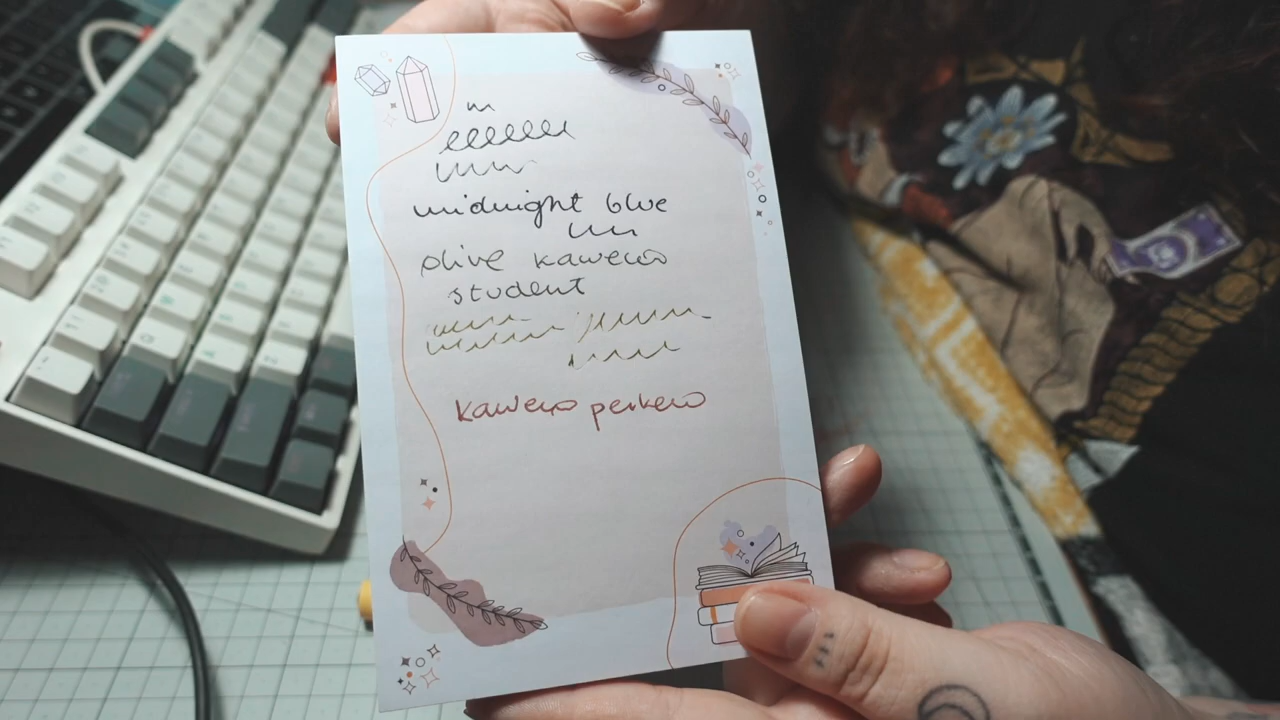 midnight blue
olive kaweco
student
kaweco perkeo